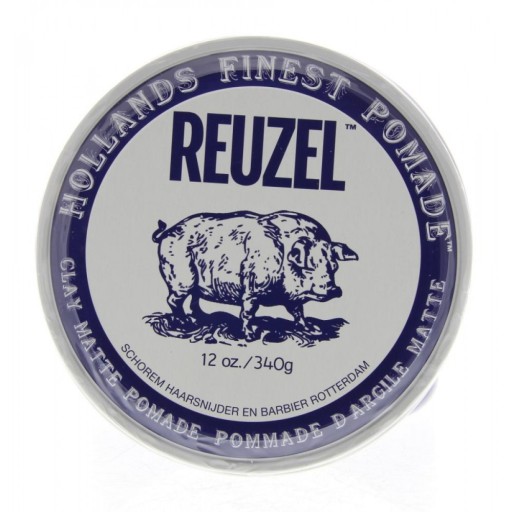 HOLLANDS FINEST POMADE™
REUZEL™
12 oz./340g
SCHOREM HAARSNIJDER EN BARBIER ROTTERDAM
CLAY MATTE POMADE POMMADE D'ARGILE MATTE